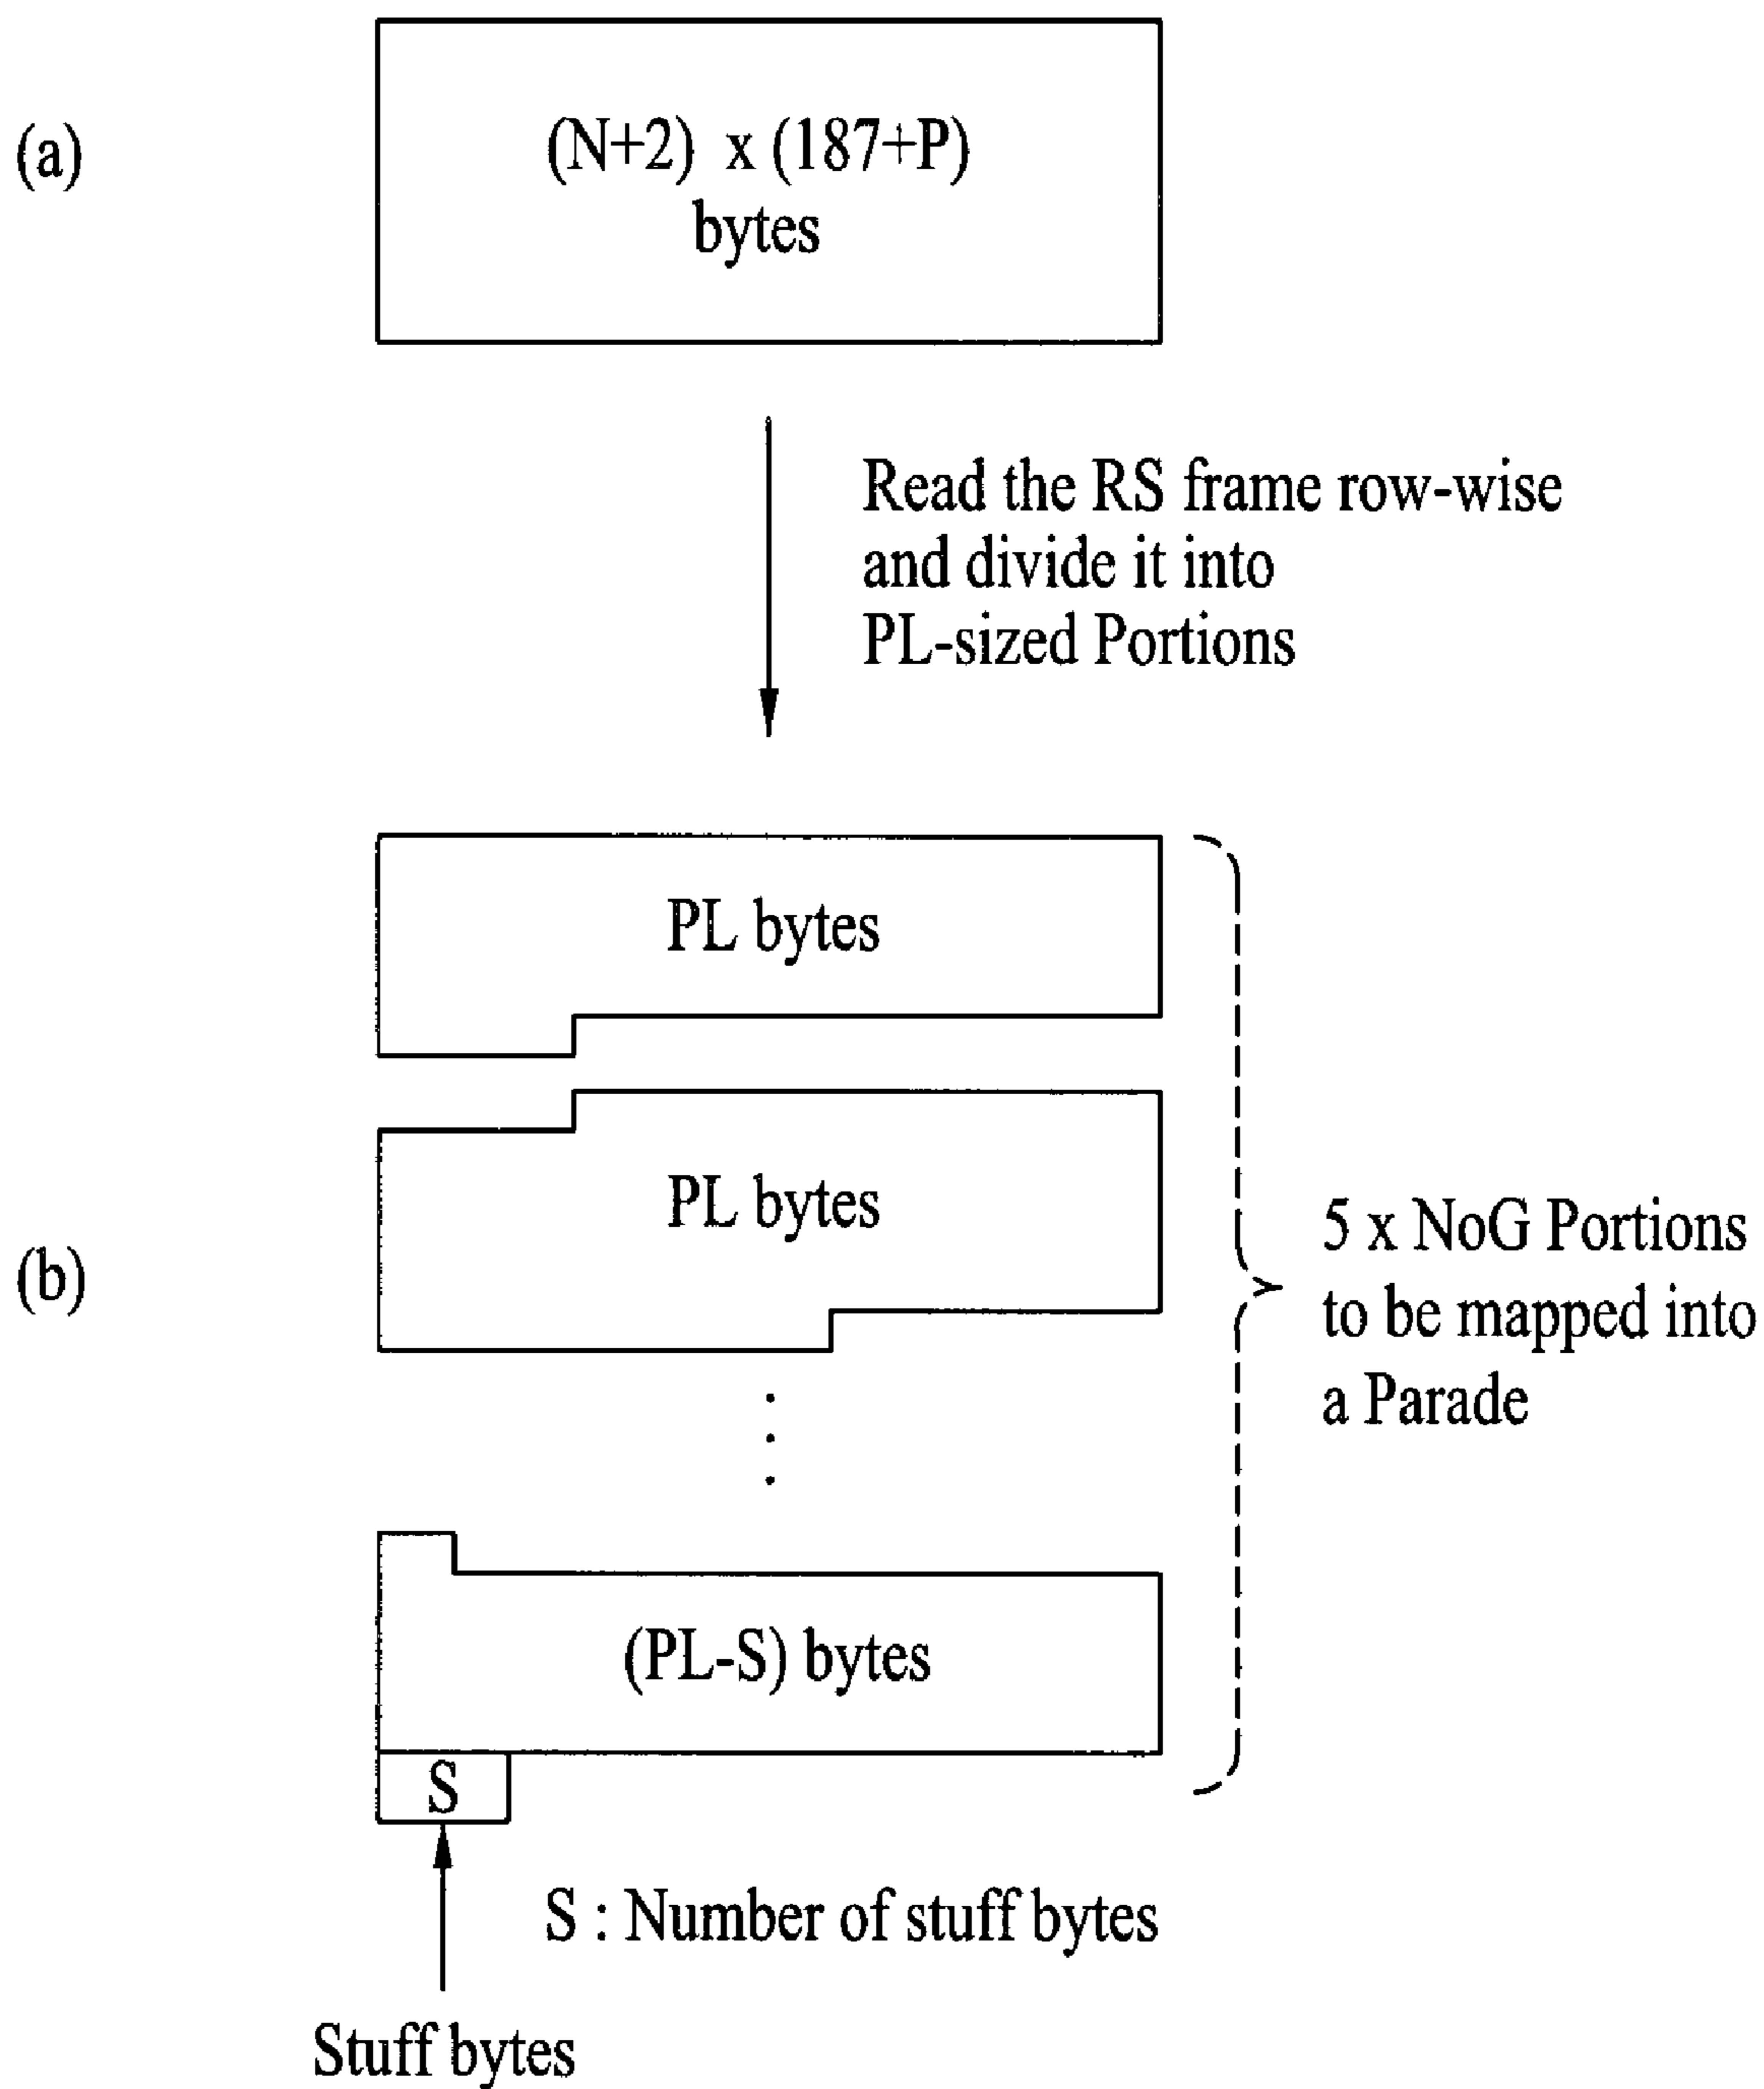 (a)
(N+2) x (187+P)
bytes
Read the RS frame row-wise
and divide it into
PL-sized Portions
PL bytes
PL bytes
(b)
5 x NoG Portions
to be mapped into
a Parade
(PL-S) bytes
S
S : Number of stuff bytes
Stuff bytes